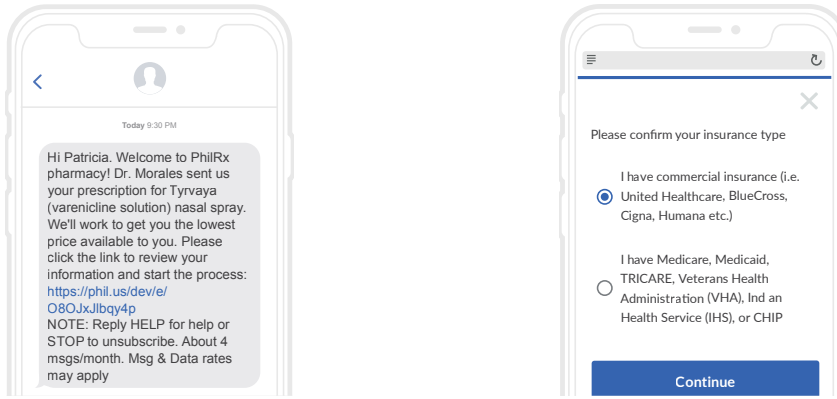 Today 9:30 PM
Hi Patricia. Welcome to PhilRx
pharmacy! Dr. Morales sent us
your prescription for Tyrvaya
(varenicline solution) nasal spray.
We'll work to get you the lowest
price available to you. Please
click the link to review your
information and start the process:
https://phil.us/dev/e/
O8OJxJlbqy4p
NOTE: Reply HELP for help or
STOP to unsubscribe. About 4
msgs/month. Msg & Data rates
may apply
Please confirm your insurance type
I have commercial insurance (i.e.
United Healthcare, BlueCross,
Cigna, Humana etc.)
I have Medicare, Medicaid,
TRICARE, Veterans Health
Administration (VHA), Ind an
Health Service (IHS), or CHIP
Continue